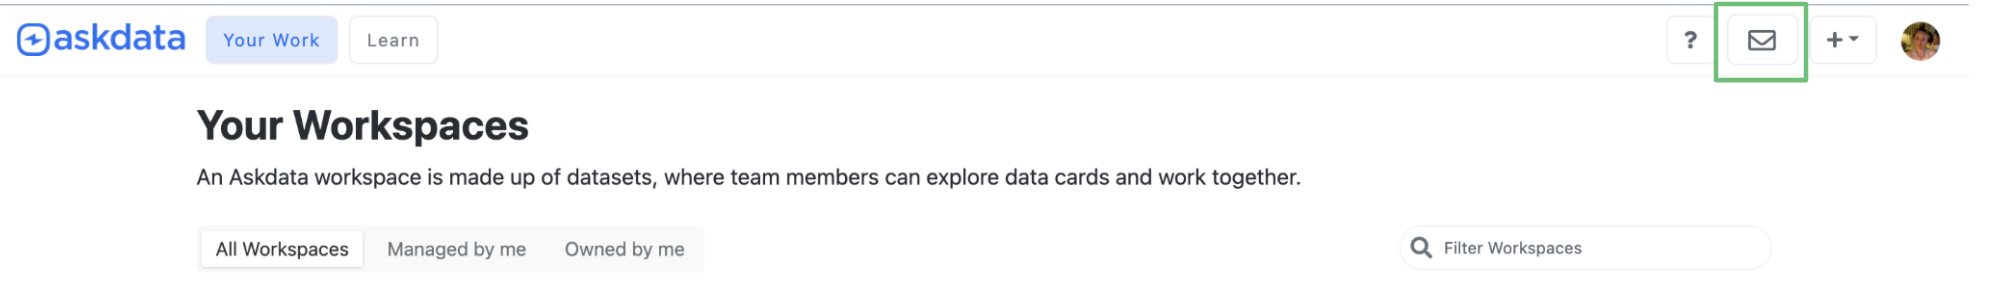 askdata Your Work Learn ? +
Your Workspaces
An Askdata workspace is made up of datasets, where team members can explore data cards and work together.
All Workspaces Managed by me Owned by me Filter Workspaces